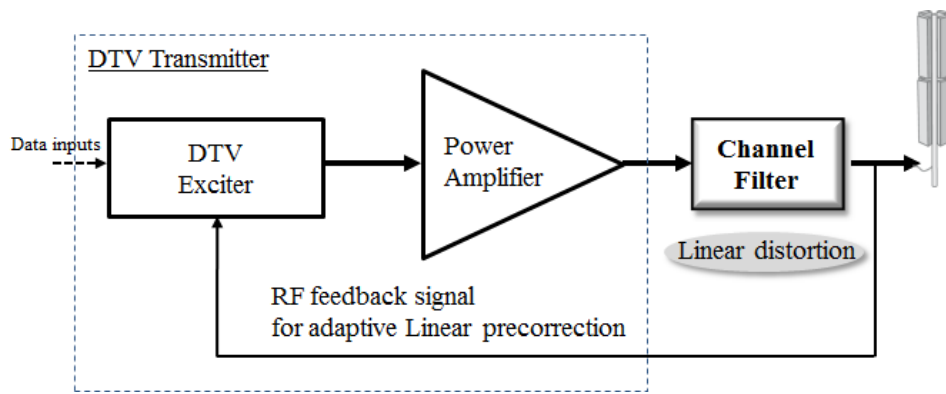 DTV Transmitter
Data inputs
DTV
Exciter
Power
Amplifier
Channel
Filter
Linear distortion
RF feedback signal
for adaptive Linear precorrection